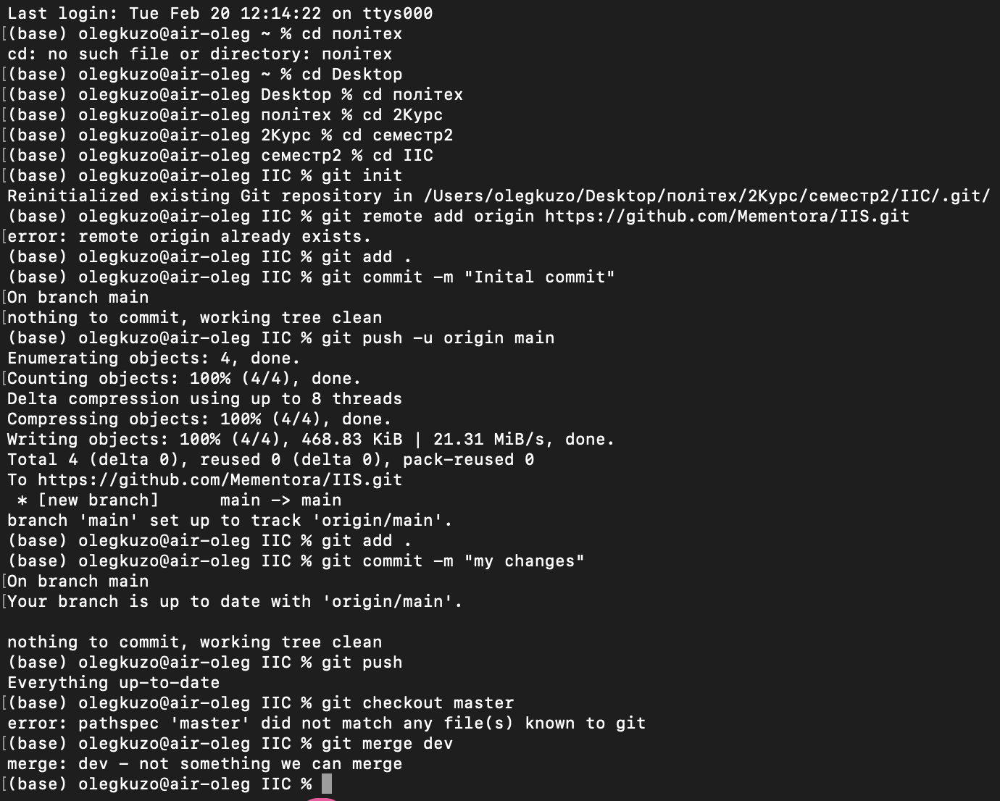 Last login: Tue Feb 20 12:14:22 on ttys000
[(base) olegkuzo@air-oleg ~ % cd політех
cd: no such file or directory: політех
[(base) olegkuzo@air-oleg ~ % cd Desktop
[(base) olegkuzo@air-oleg Desktop % cd політех
[(base) olegkuzo@air-oleg політех % cd 2Курс
[(base) olegkuzo@air-oleg 2Курс % cd семестр2
[(base) olegkuzo@air-oleg семестр2 % cd ІІС
[(base) olegkuzo@air-oleg ІІС % git init
Reinitialized existing Git repository in /Users/olegkuzo/Desktop/політех/2Курс/семестр2/ІІС/.git/
(base) olegkuzo@air-oleg ІІС % git remote add origin https://github.com/Mementora/IIS.git
[error: remote origin already exists.
(base) olegkuzo@air-oleg ІІС % git add .
(base) olegkuzo@air-oleg ІІС % git commit -m "Inital commit"
[On branch main
[nothing to commit, working tree clean
(base) olegkuzo@air-oleg ІІС % git push -u origin main
Enumerating objects: 4, done.
[Counting objects: 100% (4/4), done.
Delta compression using up to 8 threads
Compressing objects: 100% (4/4), done.
Writing objects: 100% (4/4), 468.83 KiB | 21.31 MiB/s, done.
Total 4 (delta 0), reused 0 (delta 0), pack-reused 0
To https://github.com/Mementora/IIS.git
 * [new branch]      main -> main
branch 'main' set up to track 'origin/main'.
(base) olegkuzo@air-oleg ІІС % git add .
(base) olegkuzo@air-oleg ІІС % git commit -m "my changes"
[On branch main
[Your branch is up to date with 'origin/main'.
nothing to commit, working tree clean
(base) olegkuzo@air-oleg ІІС % git push
Everything up-to-date
[(base) olegkuzo@air-oleg ІІС % git checkout master
error: pathspec 'master' did not match any file(s) known to git
[(base) olegkuzo@air-oleg ІІС % git merge dev
merge: dev - not something we can merge
[(base) olegkuzo@air-oleg ІІС %